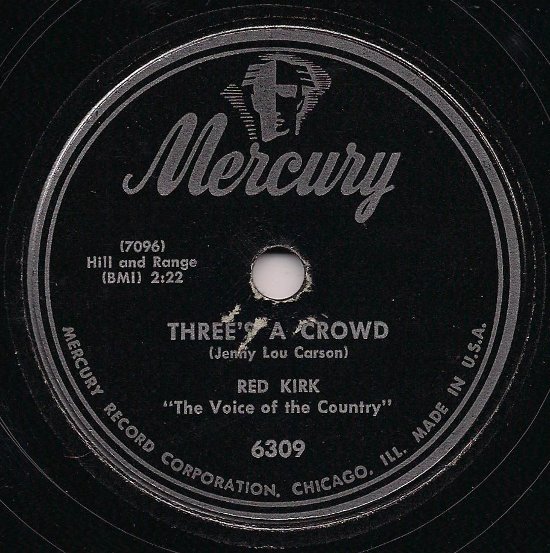 Mercury
(7096)
Hill and Range
(BMI) 2:22
THREE'S A CROWD
(Jenny Lou Carson)
RED KIRK
"The Voice of the Country"
6309
MERCURY RECORD CORPORATION, CHICAGO, ILL. MADE IN U.S.A.